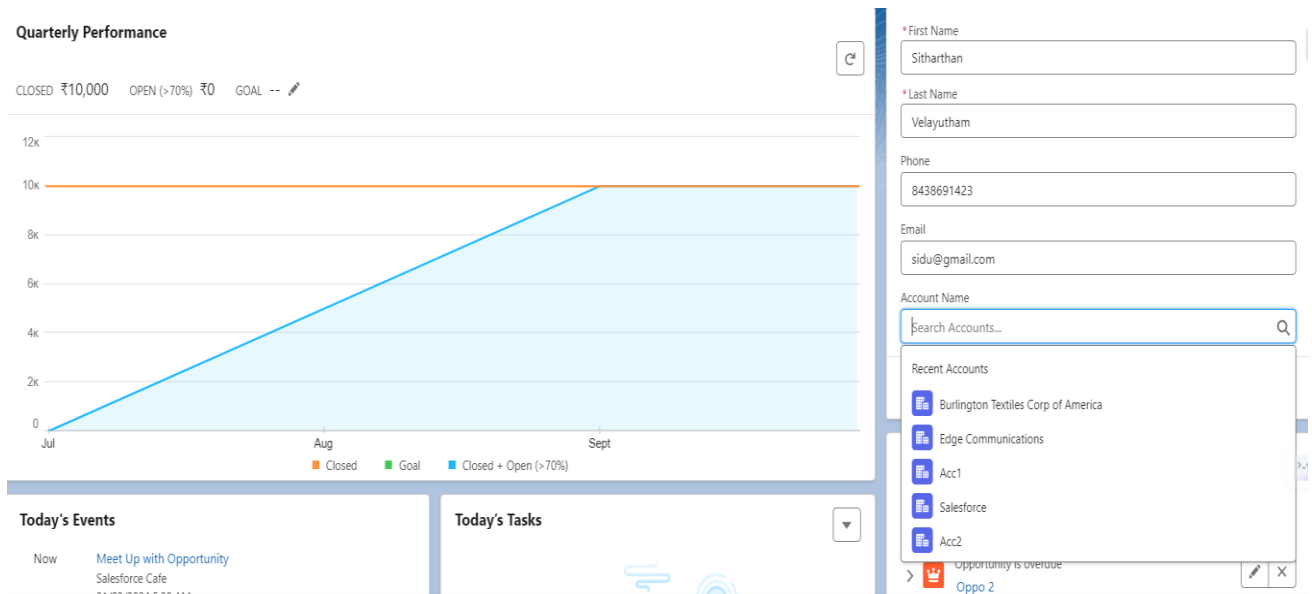 Quarterly Performance
CLOSED ₹10,000 OPEN (>70%) ₹0 GOAL --
12K
10K
8K
6K
4K
2K
0
Jul Aug Sept
Closed Goal Closed + Open (>70%)
Today's Events
Now Meet Up with Opportunity
Salesforce Cafe
Today's Tasks
*First Name
Sitharthan
*Last Name
Velayutham
Phone
8438691423
Email
sidu@gmail.com
Account Name
Search Accounts...
Recent Accounts
Burlington Textiles Corp of America
Edge Communications
Acc1
Salesforce
Acc2
Opportunity is overdue
Oppo 2